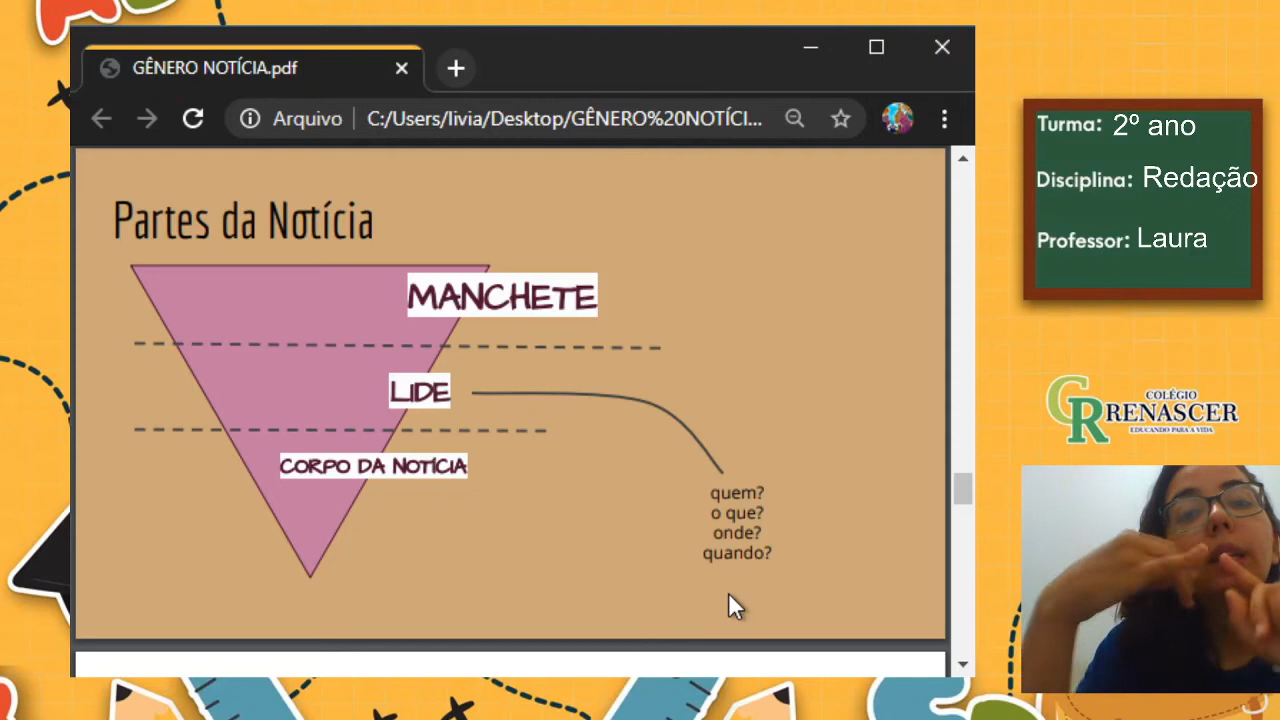 GÊNERO NOTÍCIA.pdf
Arquivo
C:/Users/livia/Desktop/GÊNERO%20NOTÍCI...
Partes da Notícia
MANCHETE
LIDE
CORPO DA NOTÍCIA
quem?
o que?
onde?
quando?
Turma: 2º ano
Disciplina: Redação
Professor: Laura
CR
COLÉGIO
RENASCER
EDUCANDO PARA A VIDA